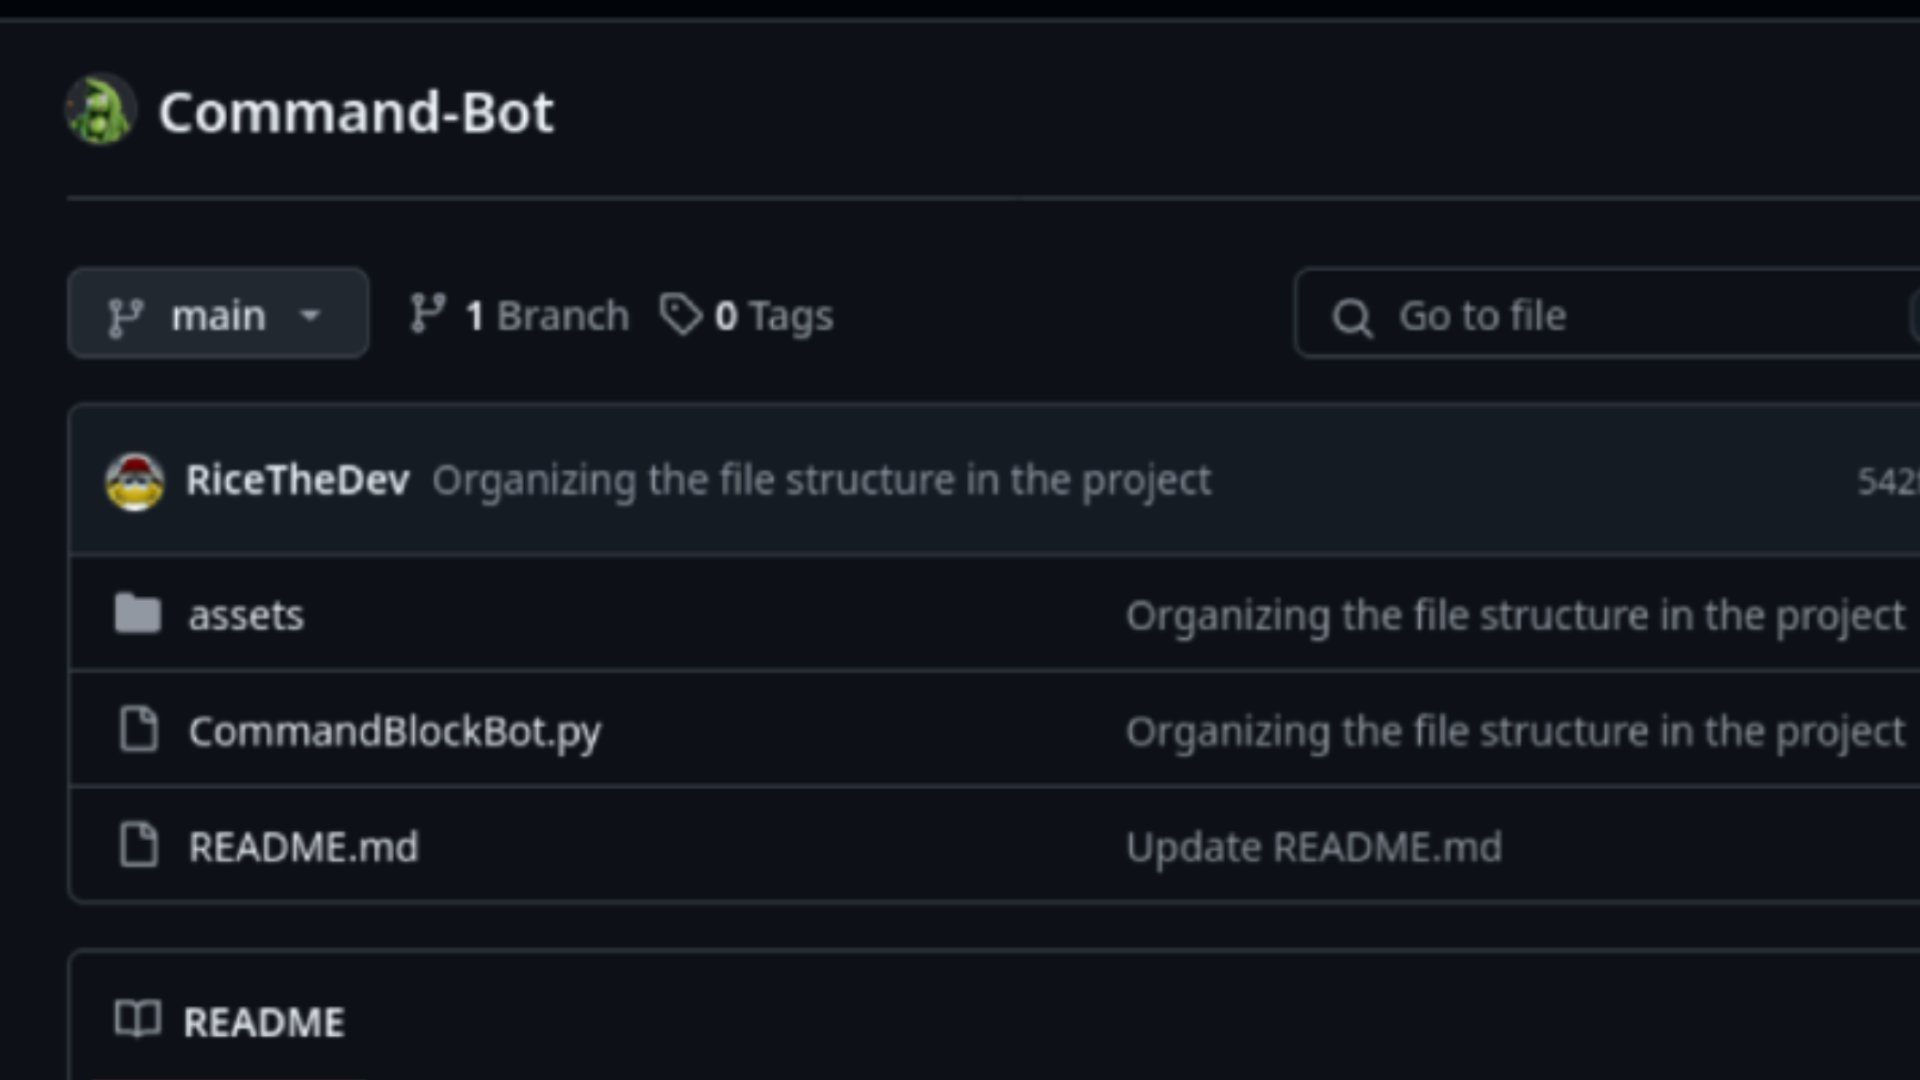 Command-Bot
main 1 Branch 0 Tags Go to file
RiceTheDev Organizing the file structure in the project
assets Organizing the file structure in the project
CommandBlockBot.py Organizing the file structure in the project
README.md Update README.md
README